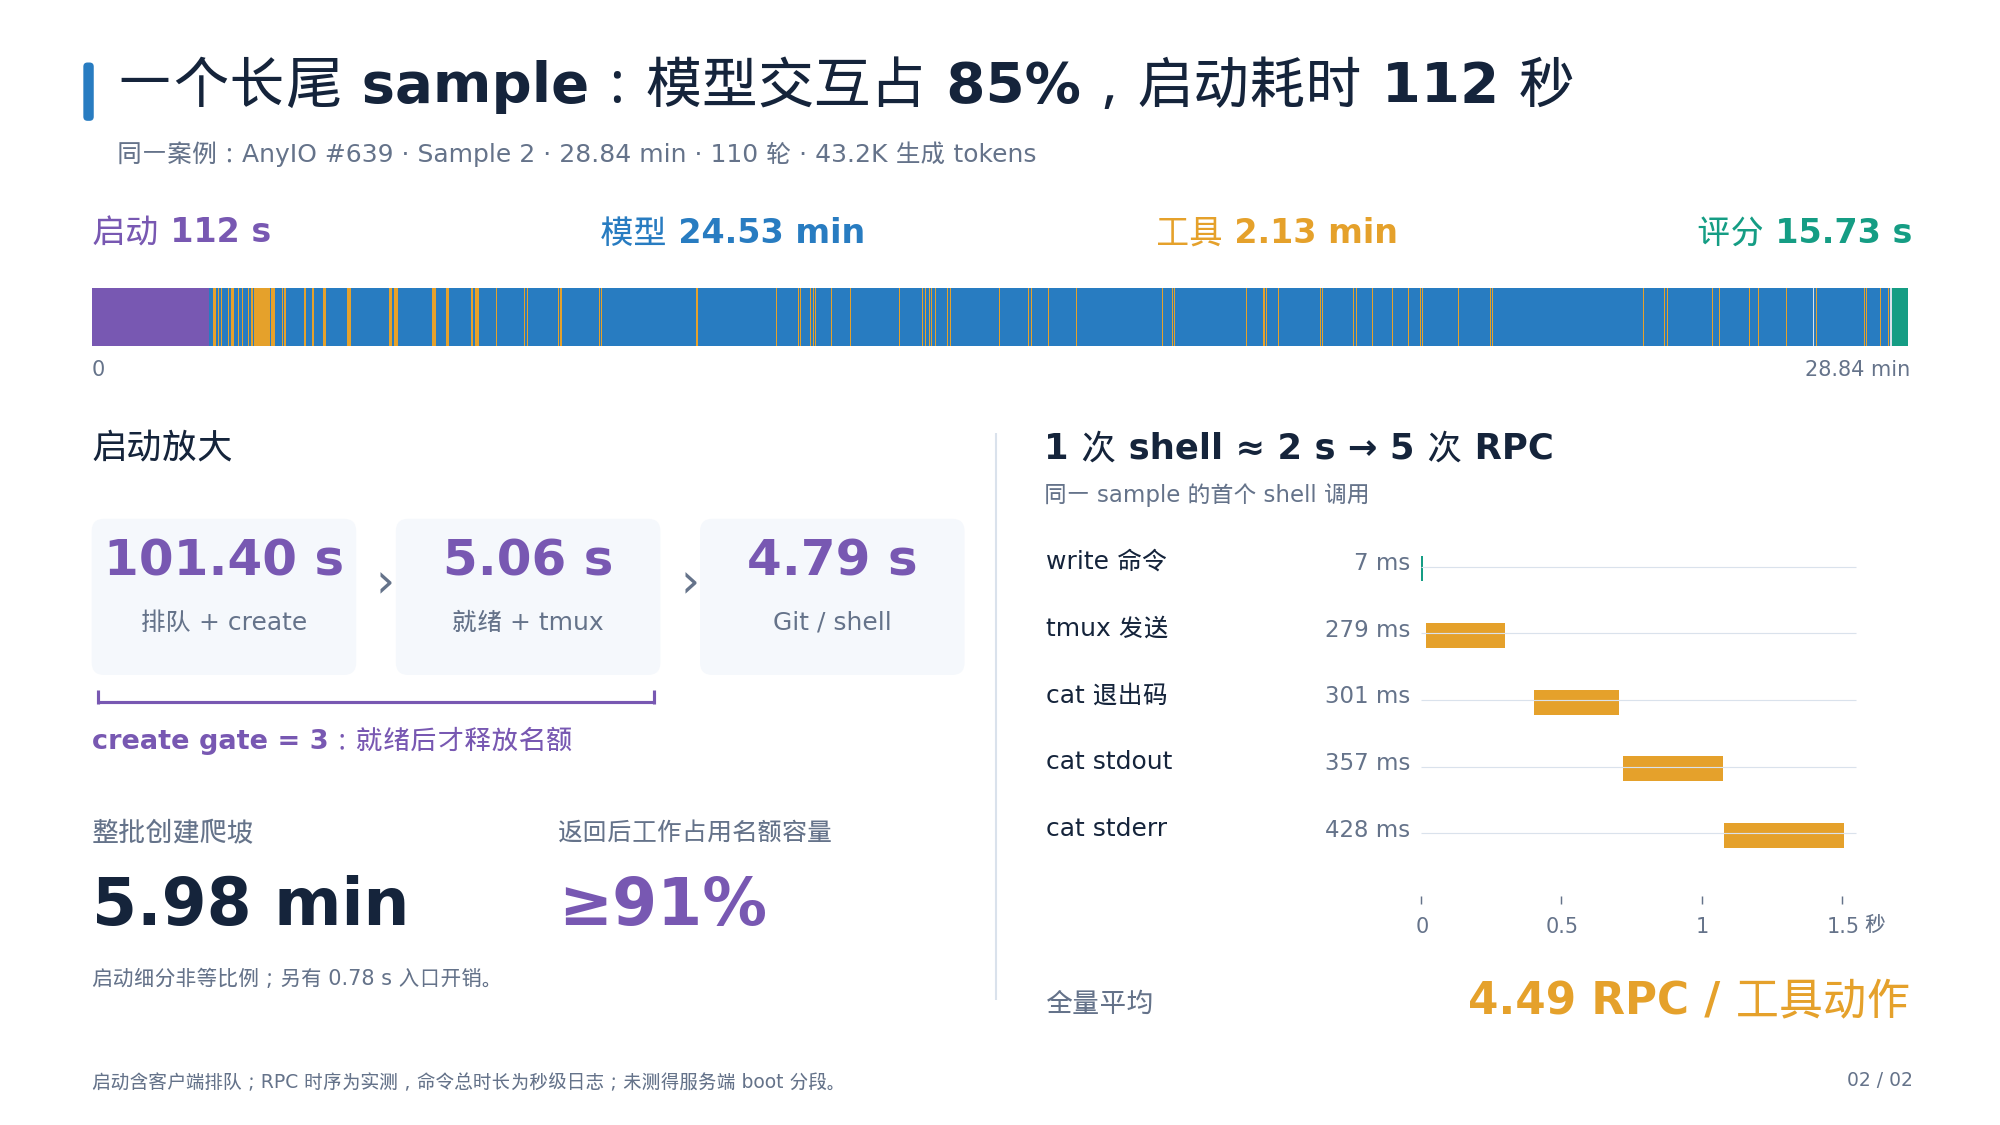 一个长尾 sample：模型交互占 85%，启动耗时 112 秒
同一案例：AnyIO #639 · Sample 2 · 28.84 min · 110 轮 · 43.2K 生成 tokens
启动 112 s
模型 24.53 min
工具 2.13 min
评分 15.73 s
0
28.84 min
启动放大
101.40 s
排队 + create
›
5.06 s
就绪 + tmux
›
4.79 s
Git / shell
create gate = 3：就绪后才释放名额
整批创建爬坡
5.98 min
返回后工作占用名额容量
≥91%
启动细分非等比例；另有 0.78 s 入口开销。
1 次 shell ≈ 2 s → 5 次 RPC
同一 sample 的首个 shell 调用
write 命令 7 ms
tmux 发送 279 ms
cat 退出码 301 ms
cat stdout 357 ms
cat stderr 428 ms
0 0.5 1 1.5 秒
全量平均 4.49 RPC / 工具动作
启动含客户端排队；RPC 时序为实测，命令总时长为秒级日志；未测得服务端 boot 分段。
02 / 02